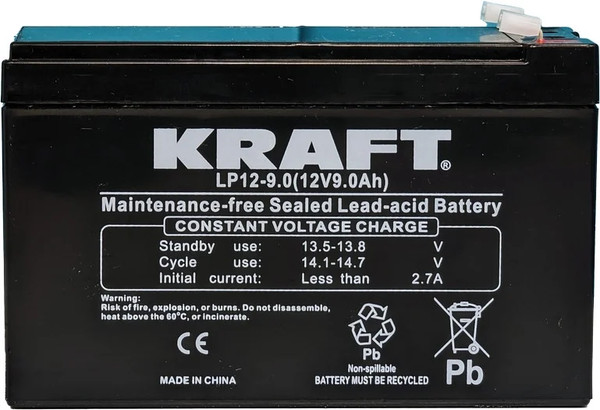 KRAFT®
LP12-9.0(12V9.0Ah)
Maintenance-free Sealed Lead-acid Battery
CONSTANT VOLTAGE CHARGE
Standby use: 13.5-13.8 V
Cycle use: 14.1-14.7 V
Initial current: Less than 2.7A
Warning:
Risk of fire, explosion, or burns. Do not disassemble,
heat above the 60°C, or incinerate.
CE
MADE IN CHINA
Pb
Non-spillable
BATTERY MUST BE RECYCLED
Pb